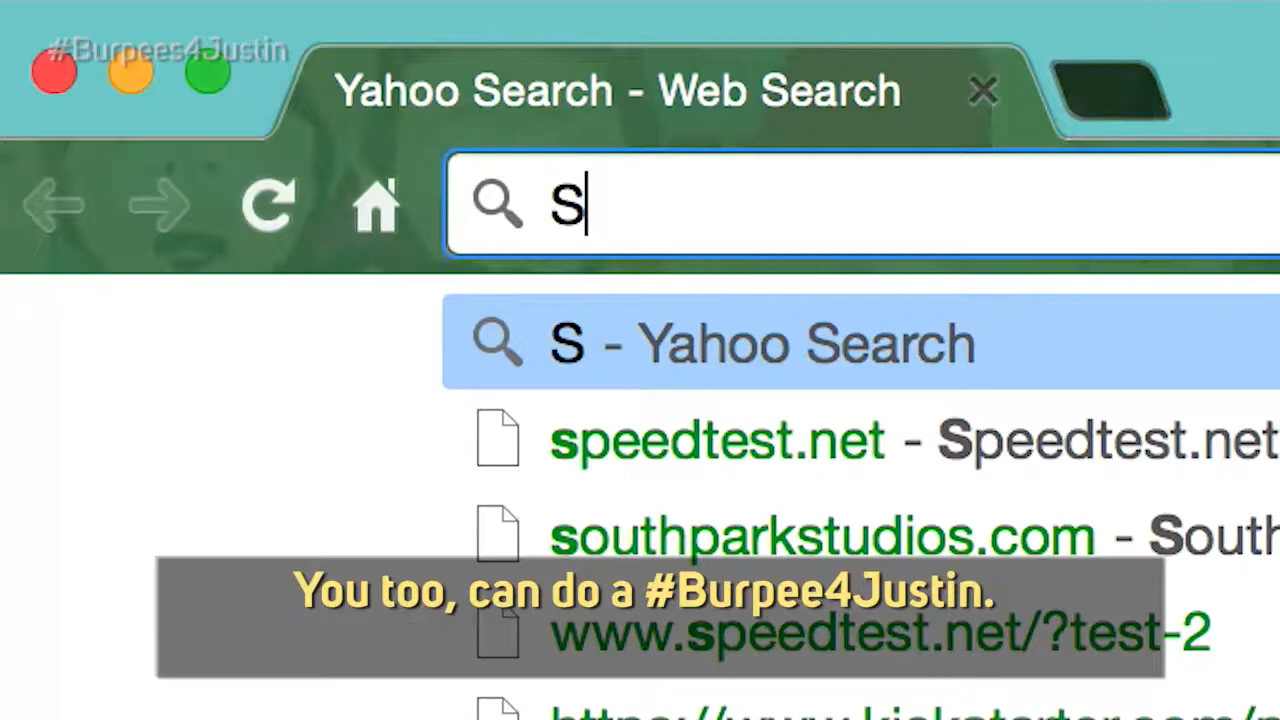 #Burpees4Justin
Yahoo Search - Web Search
S
S - Yahoo Search
speedtest.net - Speedtest.net
southparkstudios.com - South
You too, can do a #Burpee4Justin.
www.speedtest.net/?test-2